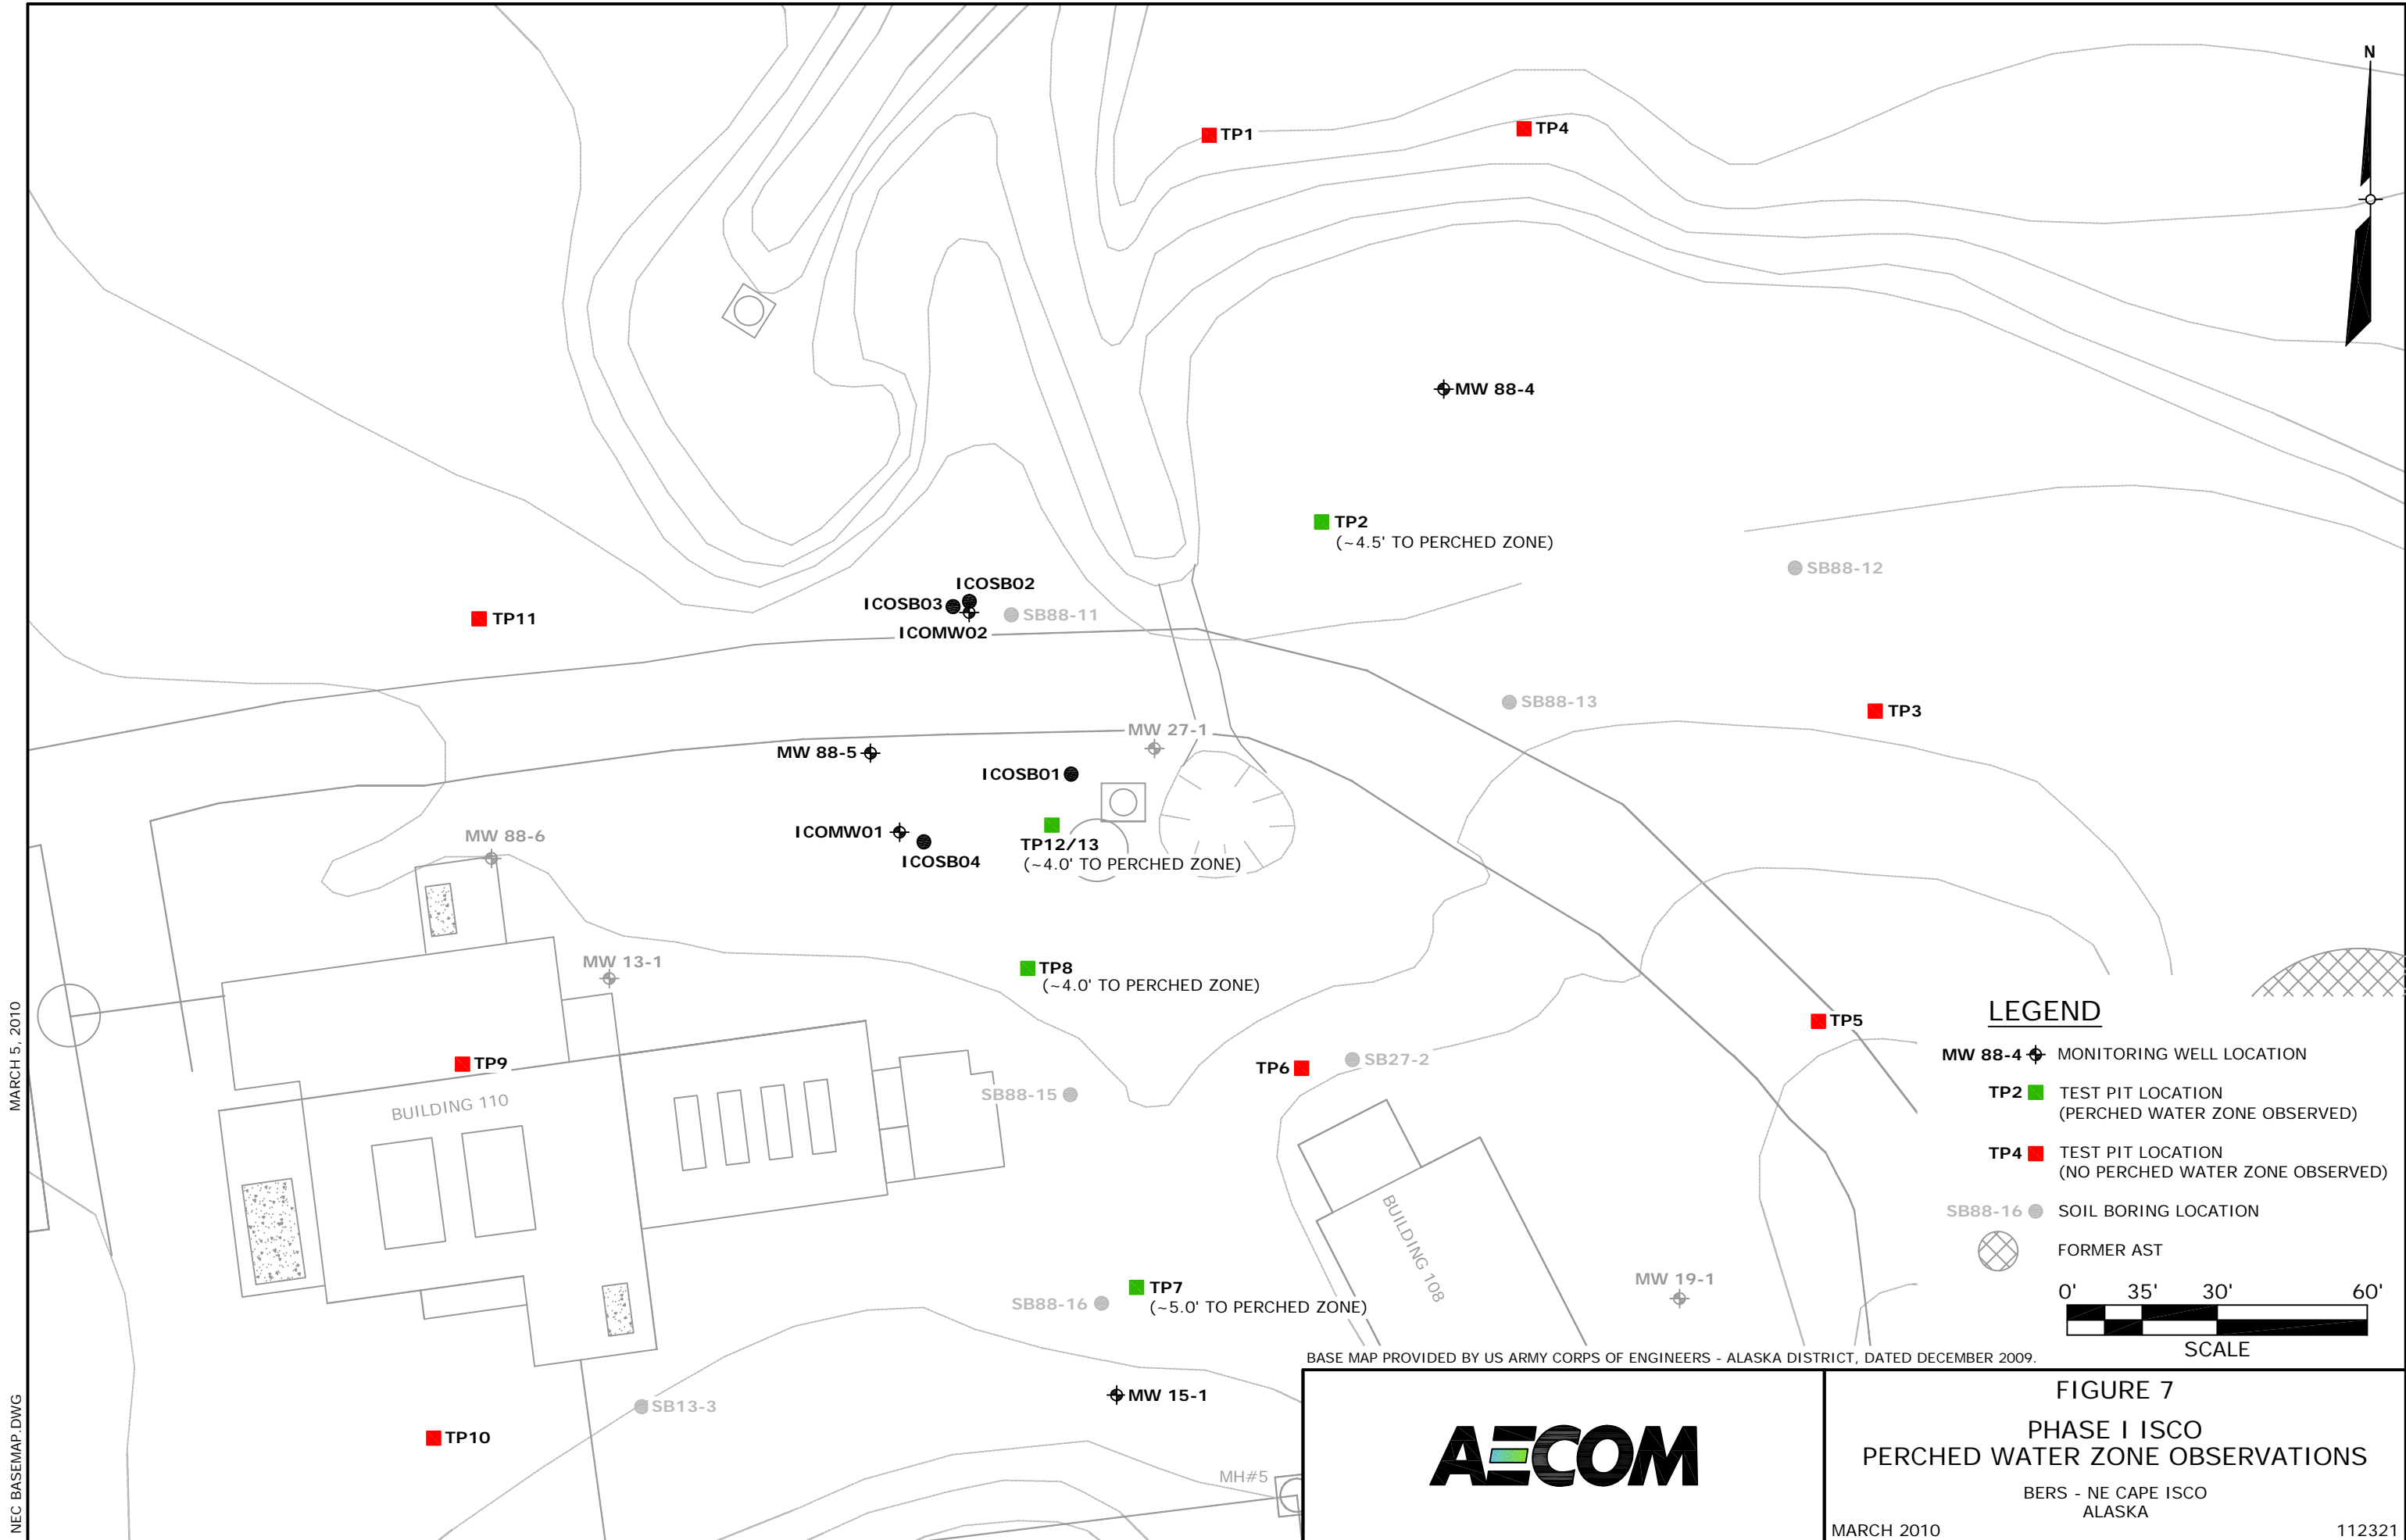 N
TP1
TP4
MW 88-4
TP2
(~4.5' TO PERCHED ZONE)
SB88-12
ICOSB02
ICOSB03
SB88-11
ICOMW02
TP11
SB88-13
TP3
MW 27-1
MW 88-5
ICOSB01
ICOMW01
ICOSB04
TP12/13
(~4.0' TO PERCHED ZONE)
MW 88-6
MW 13-1
TP8
(~4.0' TO PERCHED ZONE)
TP5
TP9
TP6
SB27-2
SB88-15
BUILDING 110
BUILDING 108
MW 19-1
TP7
(~5.0' TO PERCHED ZONE)
SB88-16
MW 15-1
SB13-3
TP10
MH#5
LEGEND
MW 88-4 MONITORING WELL LOCATION
TP2 TEST PIT LOCATION
(PERCHED WATER ZONE OBSERVED)
TP4 TEST PIT LOCATION
(NO PERCHED WATER ZONE OBSERVED)
SB88-16 SOIL BORING LOCATION
FORMER AST
0' 35' 30' 60'
SCALE
BASE MAP PROVIDED BY US ARMY CORPS OF ENGINEERS - ALASKA DISTRICT, DATED DECEMBER 2009.
AECOM
FIGURE 7
PHASE I ISCO
PERCHED WATER ZONE OBSERVATIONS
BERS - NE CAPE ISCO
ALASKA
MARCH 2010 112321
MARCH 5, 2010
NEC BASEMAP.DWG